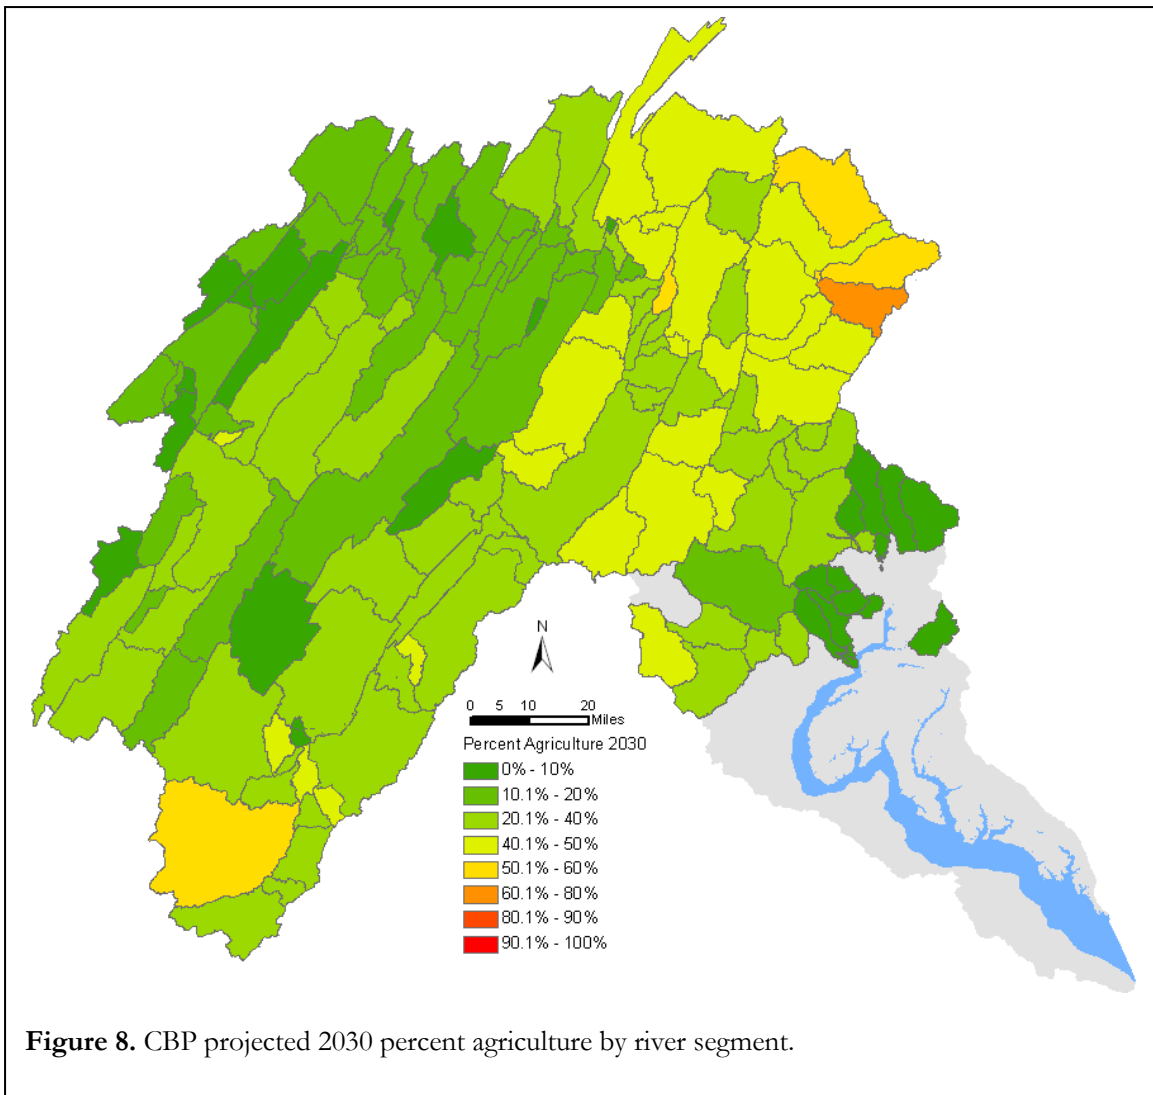 N
0 5 10 20
Miles
Percent Agriculture 2030
0% - 10%
10.1% - 20%
20.1% - 40%
40.1% - 50%
50.1% - 60%
60.1% - 80%
80.1% - 90%
90.1% - 100%
Figure 8. CBP projected 2030 percent agriculture by river segment.